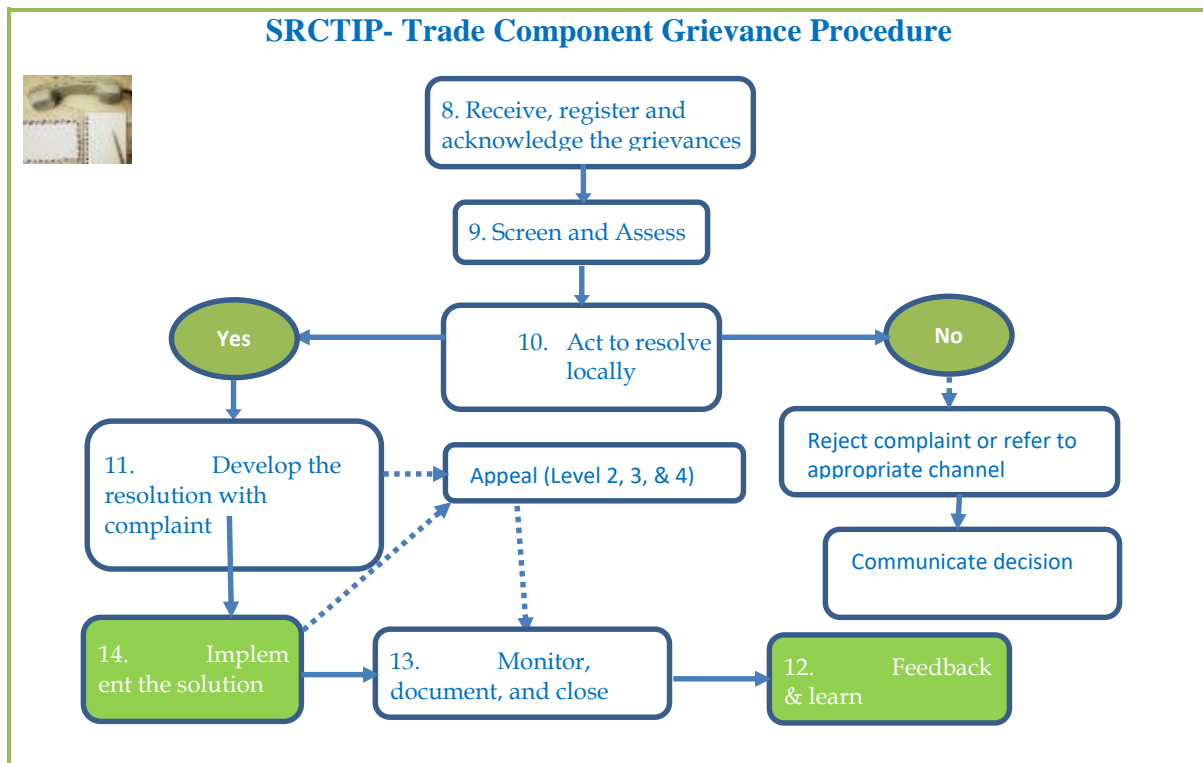 SRCTIP- Trade Component Grievance Procedure
8. Receive, register and
acknowledge the grievances
9. Screen and Assess
Yes
10. Act to resolve
locally
No
11. Develop the
resolution with
complaint
Appeal (Level 2, 3, & 4)
Reject complaint or refer to
appropriate channel
Communicate decision
14. Implem
ent the solution
13. Monitor,
document, and close
12. Feedback
& learn